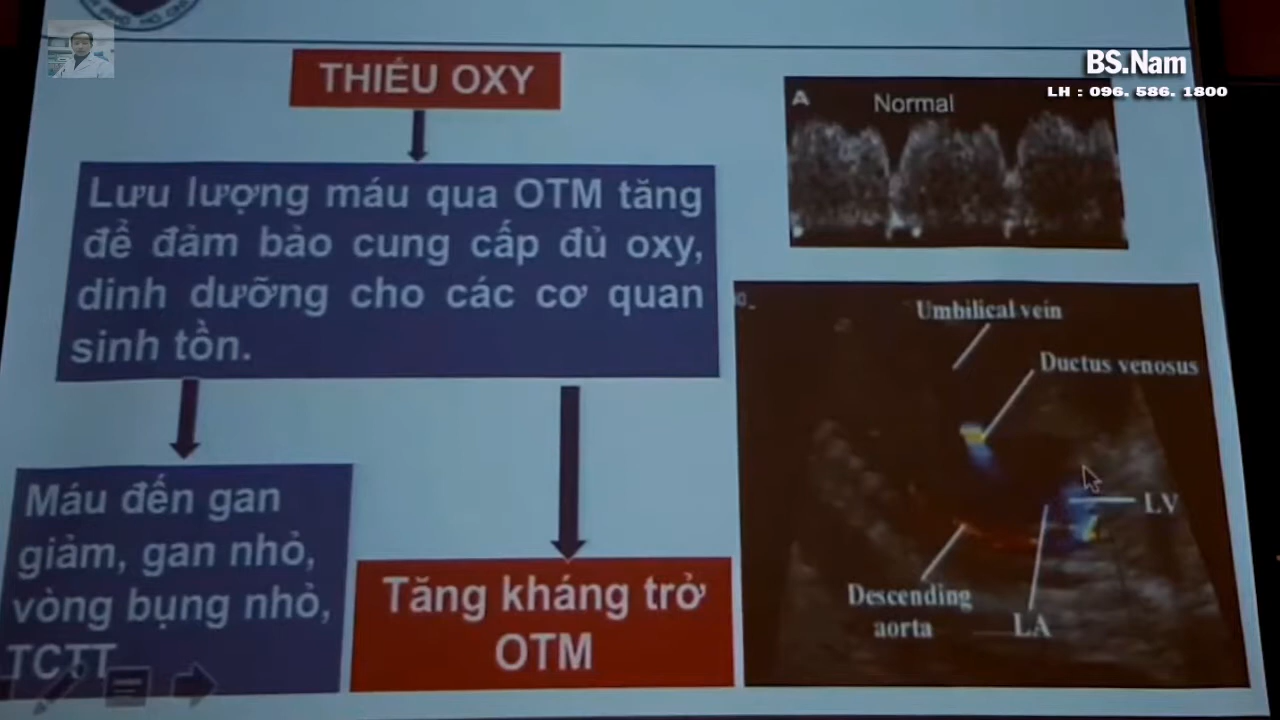 BS.Nam
LH : 096. 586. 1800
THIẾU OXY
Lưu lượng máu qua OTM tăng
để đảm bảo cung cấp đủ oxy,
dinh dưỡng cho các cơ quan
sinh tồn.
Máu đến gan
giảm, gan nhỏ,
vòng bụng nhỏ,
TCTT
Tăng kháng trở
OTM
A
Normal
Umbilical vein
Ductus venosus
LV
Descending
aorta
LA